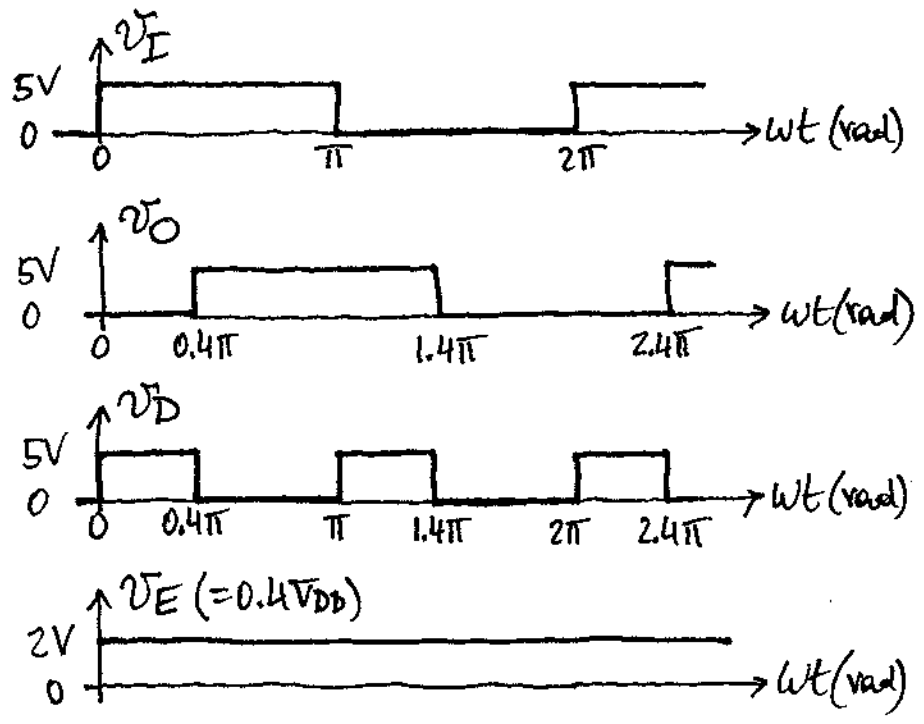 v_I
5V
0
0 π 2π ωt (rad)
v_O
5V
0
0 0.4π 1.4π 2.4π ωt (rad)
v_D
5V
0
0 0.4π π 1.4π 2π 2.4π ωt (rad)
v_E (=0.4V_DD)
2V
0 ωt (rad)